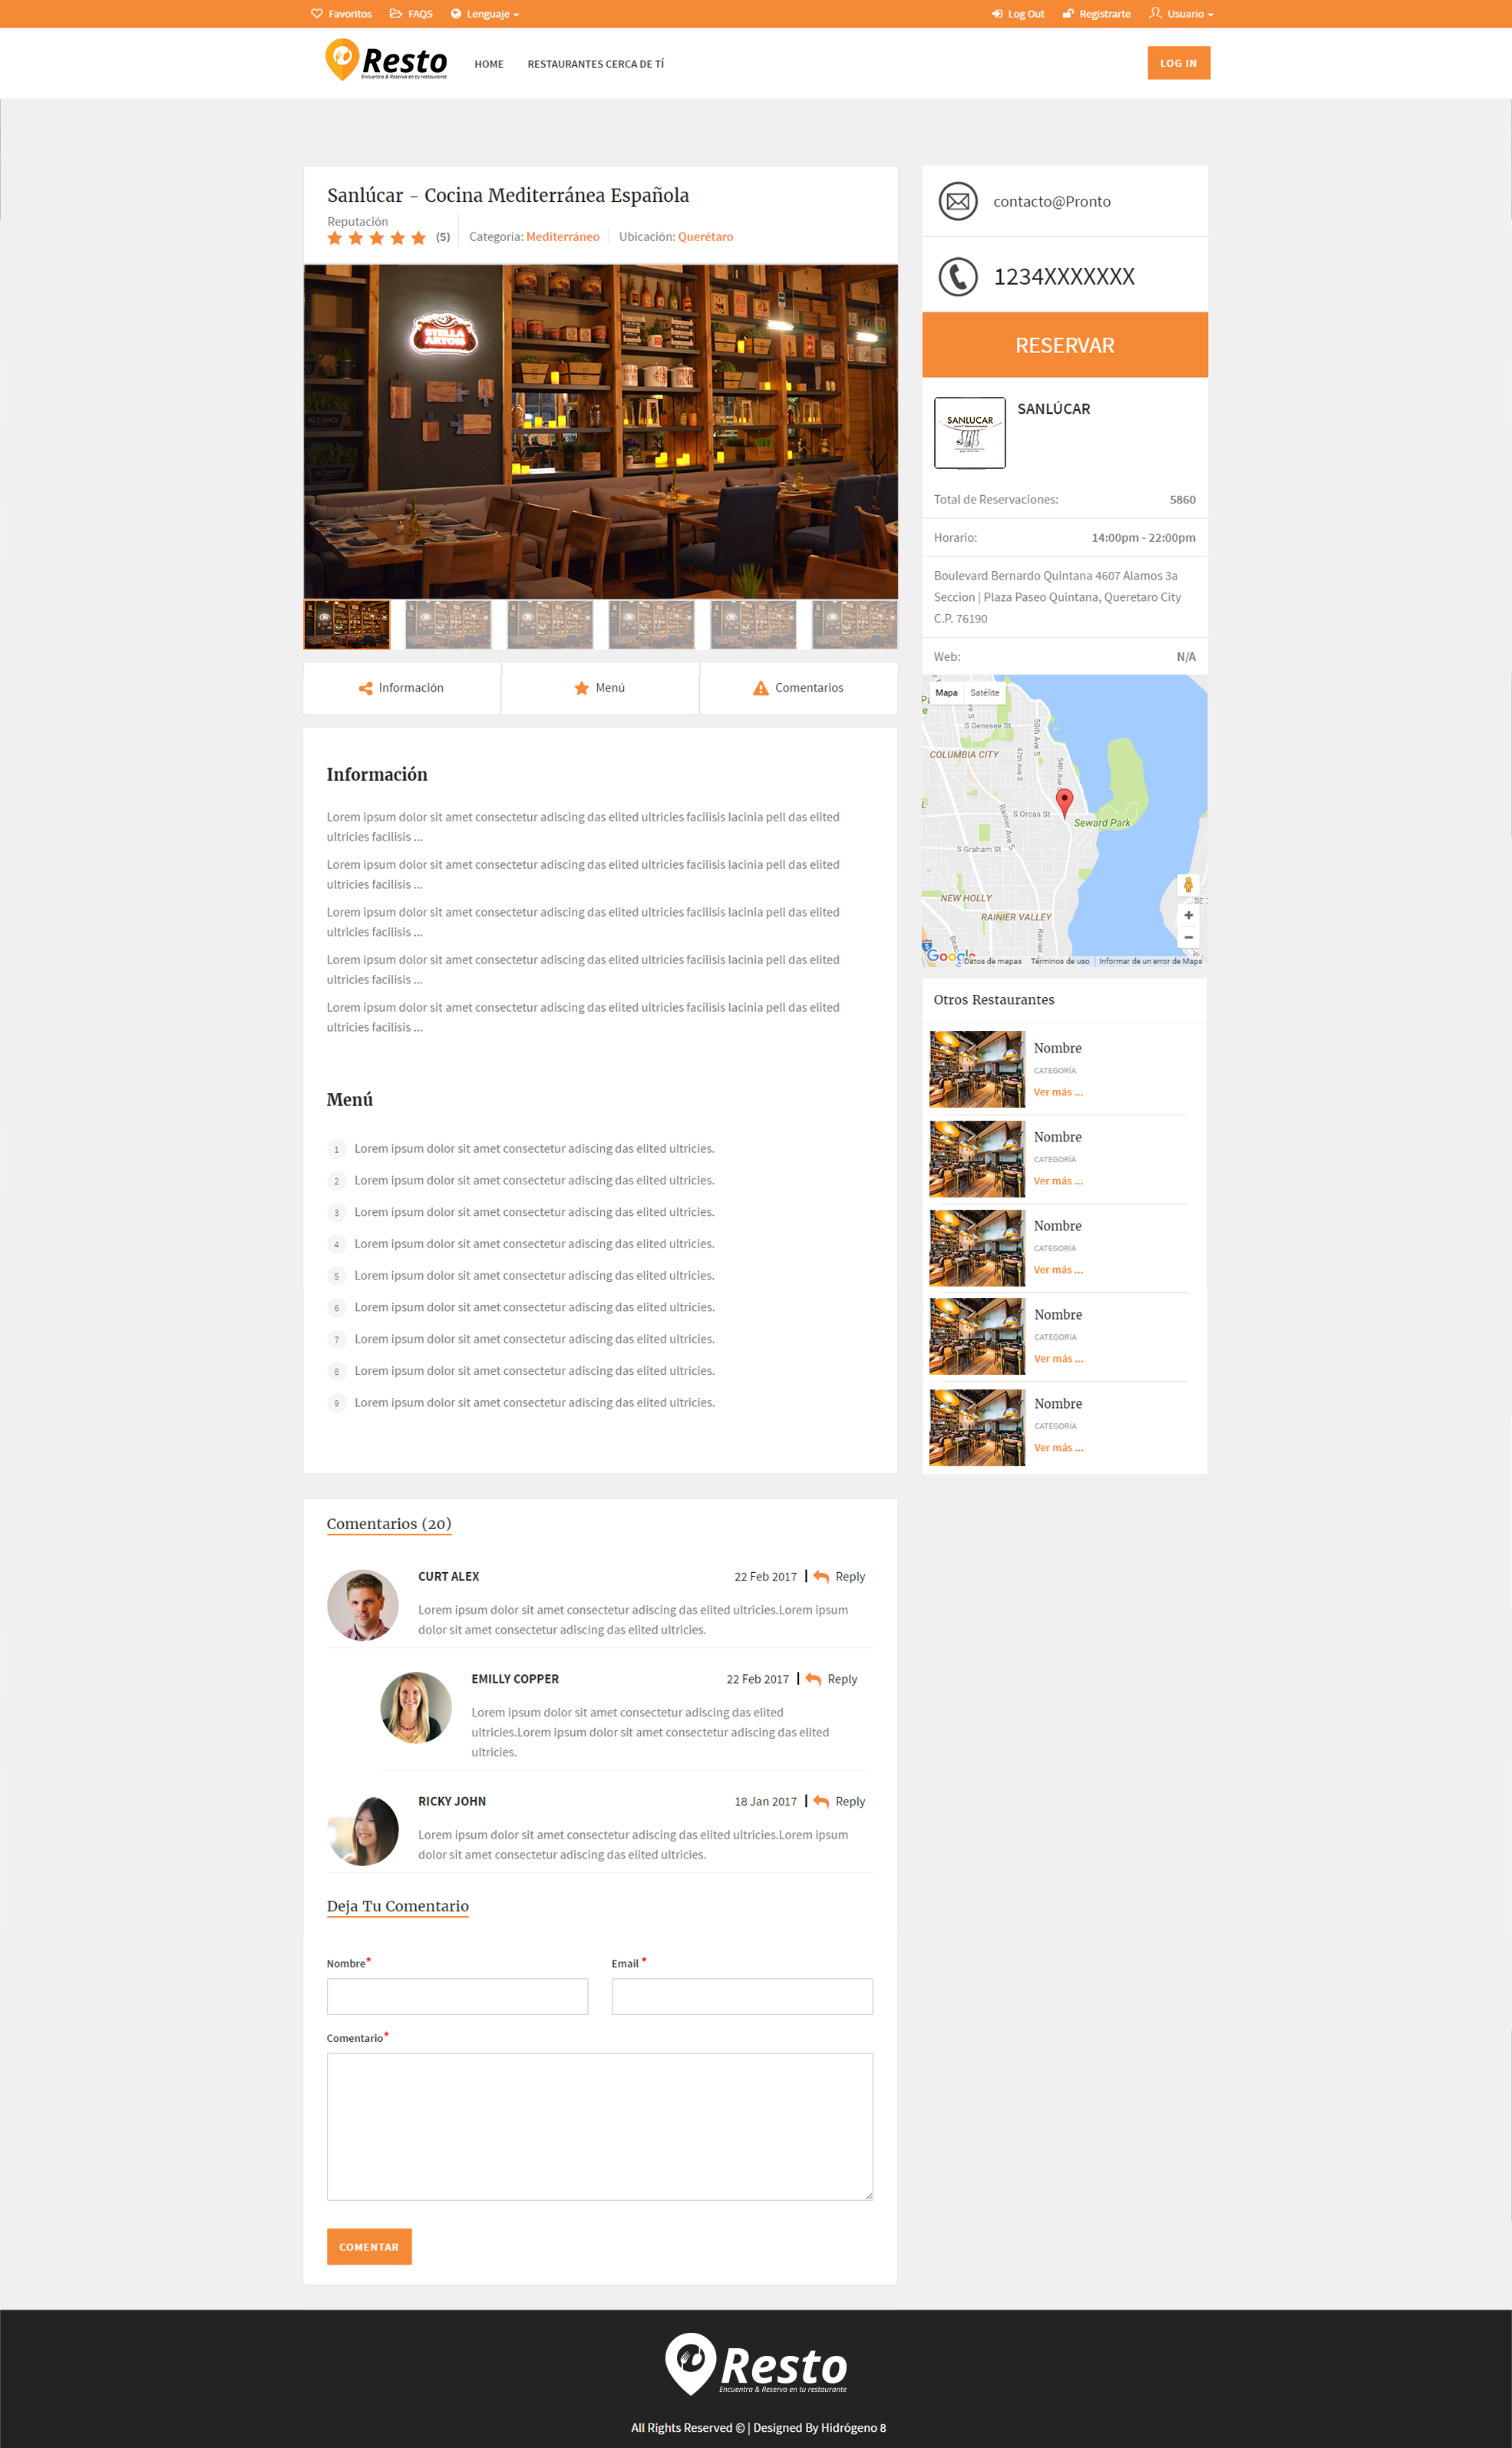 Favoritos FAQS Lenguaje Log Out Registrarte Usuario
Resto
Encuentra & Reserva en tu restaurante
HOME RESTAURANTES CERCA DE TÍ LOG IN
Sanlúcar - Cocina Mediterránea Española
Reputación
(5) Categoría: Mediterráneo Ubicación: Querétaro
STELLA
ARTOIS
Información Menú Comentarios
Información
Lorem ipsum dolor sit amet consectetur adiscing das elited ultricies facilisis lacinia pell das elited
ultricies facilisis ...
Lorem ipsum dolor sit amet consectetur adiscing das elited ultricies facilisis lacinia pell das elited
ultricies facilisis ...
Lorem ipsum dolor sit amet consectetur adiscing das elited ultricies facilisis lacinia pell das elited
ultricies facilisis ...
Lorem ipsum dolor sit amet consectetur adiscing das elited ultricies facilisis lacinia pell das elited
ultricies facilisis ...
Lorem ipsum dolor sit amet consectetur adiscing das elited ultricies facilisis lacinia pell das elited
ultricies facilisis ...
Menú
1 Lorem ipsum dolor sit amet consectetur adiscing das elited ultricies.
2 Lorem ipsum dolor sit amet consectetur adiscing das elited ultricies.
3 Lorem ipsum dolor sit amet consectetur adiscing das elited ultricies.
4 Lorem ipsum dolor sit amet consectetur adiscing das elited ultricies.
5 Lorem ipsum dolor sit amet consectetur adiscing das elited ultricies.
6 Lorem ipsum dolor sit amet consectetur adiscing das elited ultricies.
7 Lorem ipsum dolor sit amet consectetur adiscing das elited ultricies.
8 Lorem ipsum dolor sit amet consectetur adiscing das elited ultricies.
9 Lorem ipsum dolor sit amet consectetur adiscing das elited ultricies.
contacto@Pronto
1234XXXXXXX
RESERVAR
SANLUCAR
SANLÚCAR
Total de Reservaciones: 5860
Horario: 14:00pm - 22:00pm
Boulevard Bernardo Quintana 4607 Alamos 3a
Seccion | Plaza Paseo Quintana, Queretaro City
C.P. 76190
Web: N/A
Mapa Satélite
S Genesee St
50th Ave S
COLUMBIA CITY
47th Ave S
54th Ave S
S Orcas St
Rainier Ave S
Seward Park
S Graham St
NEW HOLLY
RAINIER VALLEY
Google Datos de mapas Términos de uso Informar de un error de Maps
Otros Restaurantes
Nombre
CATEGORÍA
Ver más ...
Nombre
CATEGORÍA
Ver más ...
Nombre
CATEGORÍA
Ver más ...
Nombre
CATEGORÍA
Ver más ...
Nombre
CATEGORÍA
Ver más ...
Comentarios (20)
CURT ALEX 22 Feb 2017 | Reply
Lorem ipsum dolor sit amet consectetur adiscing das elited ultricies.Lorem ipsum
dolor sit amet consectetur adiscing das elited ultricies.
EMILLY COPPER 22 Feb 2017 | Reply
Lorem ipsum dolor sit amet consectetur adiscing das elited
ultricies.Lorem ipsum dolor sit amet consectetur adiscing das elited
ultricies.
RICKY JOHN 18 Jan 2017 | Reply
Lorem ipsum dolor sit amet consectetur adiscing das elited ultricies.Lorem ipsum
dolor sit amet consectetur adiscing das elited ultricies.
Deja Tu Comentario
Nombre* Email *
Comentario*
COMENTAR
Resto
Encuentra & Reserva en tu restaurante
All Rights Reserved © | Designed By Hidrógeno 8